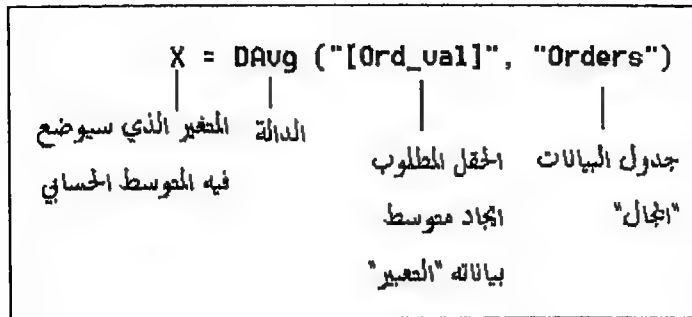 X = DAvg ("[Ord_val]", "Orders")
المتغير الذي سيوضع
فيه المتوسط الحسابي
الدالة
الحقل المطلوب
ايجاد متوسط
بياناته "التعبير"
جدول البيانات
"المجال"